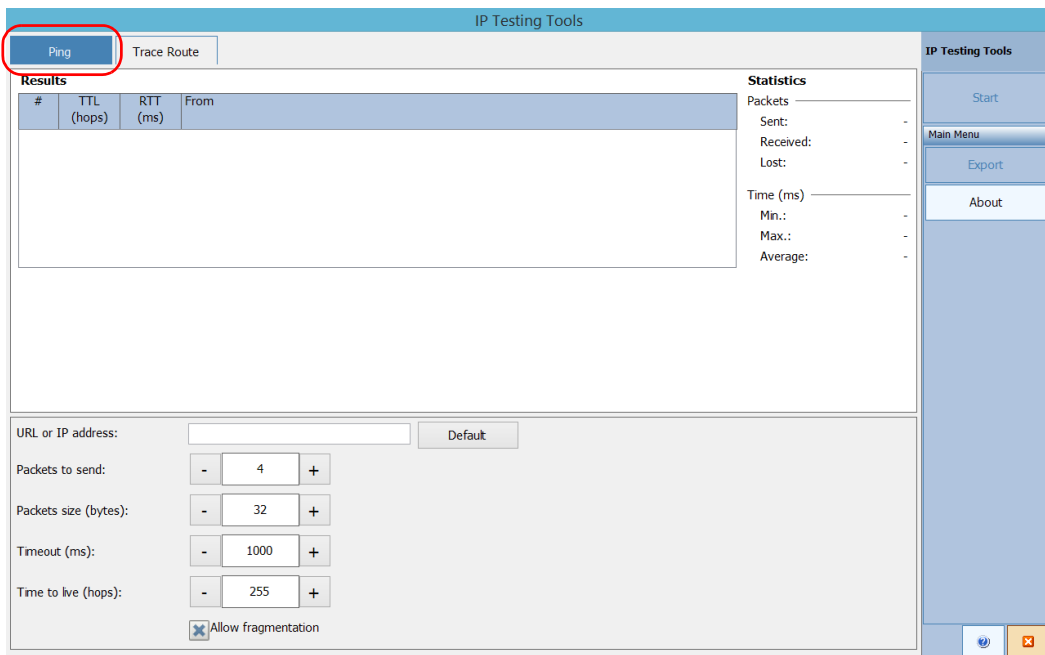 IP Testing Tools
Ping
Trace Route
IP Testing Tools
Start
Main Menu
Export
About
Results
# TTL (hops) RTT (ms) From
Statistics
Packets
Sent: -
Received: -
Lost: -
Time (ms)
Min.: -
Max.: -
Average: -
URL or IP address: Default
Packets to send: - 4 +
Packets size (bytes): - 32 +
Timeout (ms): - 1000 +
Time to live (hops): - 255 +
Allow fragmentation